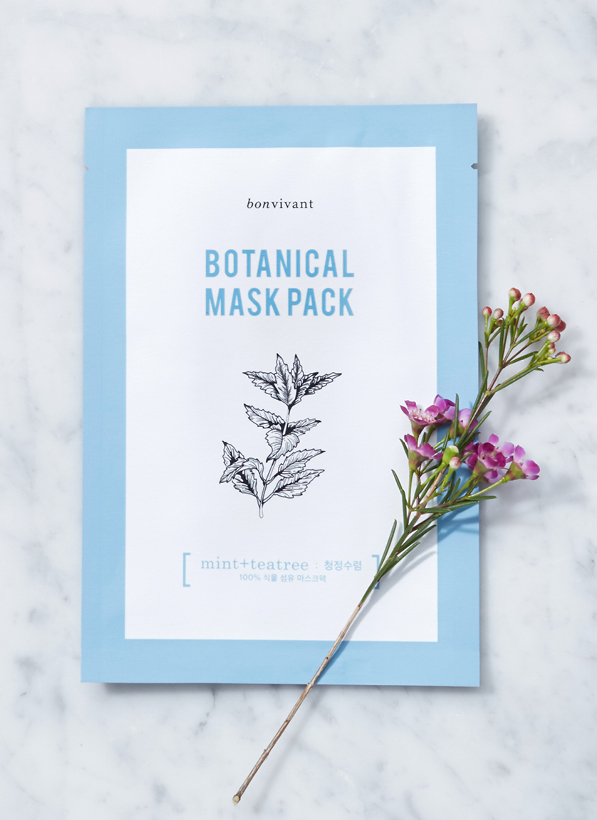 bonvivant
BOTANICAL
MASK PACK
[ mint+teatree : 청정수렴 ]
100% 식물 섬유 마스크팩